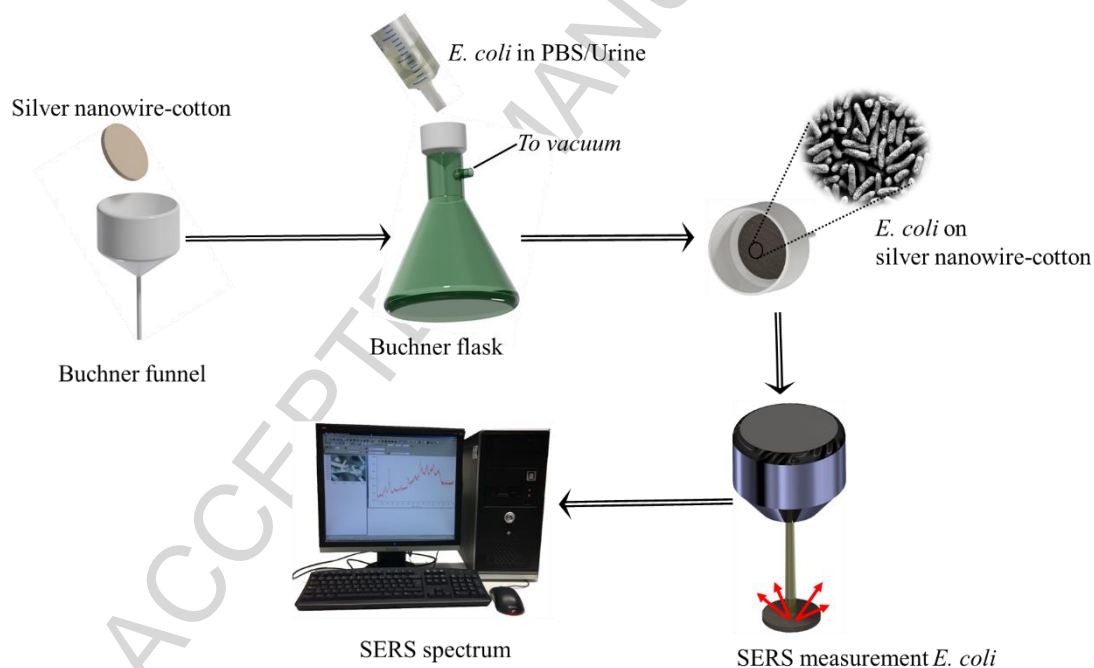 E. coli in PBS/Urine
Silver nanowire-cotton
To vacuum
E. coli on
silver nanowire-cotton
Buchner flask
Buchner funnel
SERS spectrum
SERS measurement E. coli